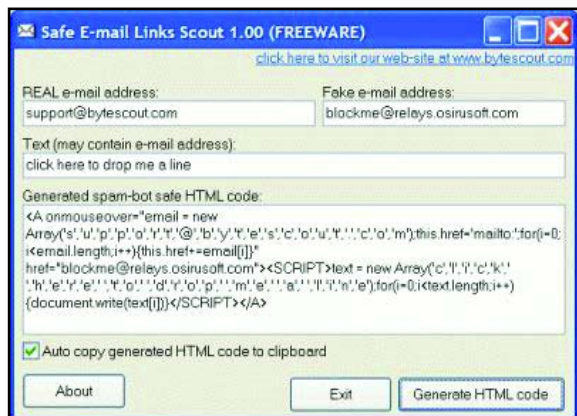 Safe E-mail Links Scout 1.00 (FREEWARE)
click here to visit our web-site at www.bytescout.com
REAL e-mail address:
Fake e-mail address:
support@bytescout.com
blockme@relays.osirusoft.com
Text (may contain e-mail address):
click here to drop me a line
Generated spam-bot safe HTML code:
<A onmouseover="email = new
Array('s','u','p','p','o','r','t','@','b','y','t','e','s','c','o','u','t','.','c','o','m');this.href='mailto:';for(i=0;
i<email.length;i++){this.href+=email[i]}"
href="blockme@relays.osirusoft.com"><SCRIPT>text = new Array('c','l','i','c','k','
','h','e','r','e',' ','t','o',' ','d','r','o','p',' ','m','e',' ','a',' ','l','i','n','e');for(i=0;i<text.length;i++)
{document.write(text[i])}</SCRIPT></A>
Auto copy generated HTML code to clipboard
About
Exit
Generate HTML code